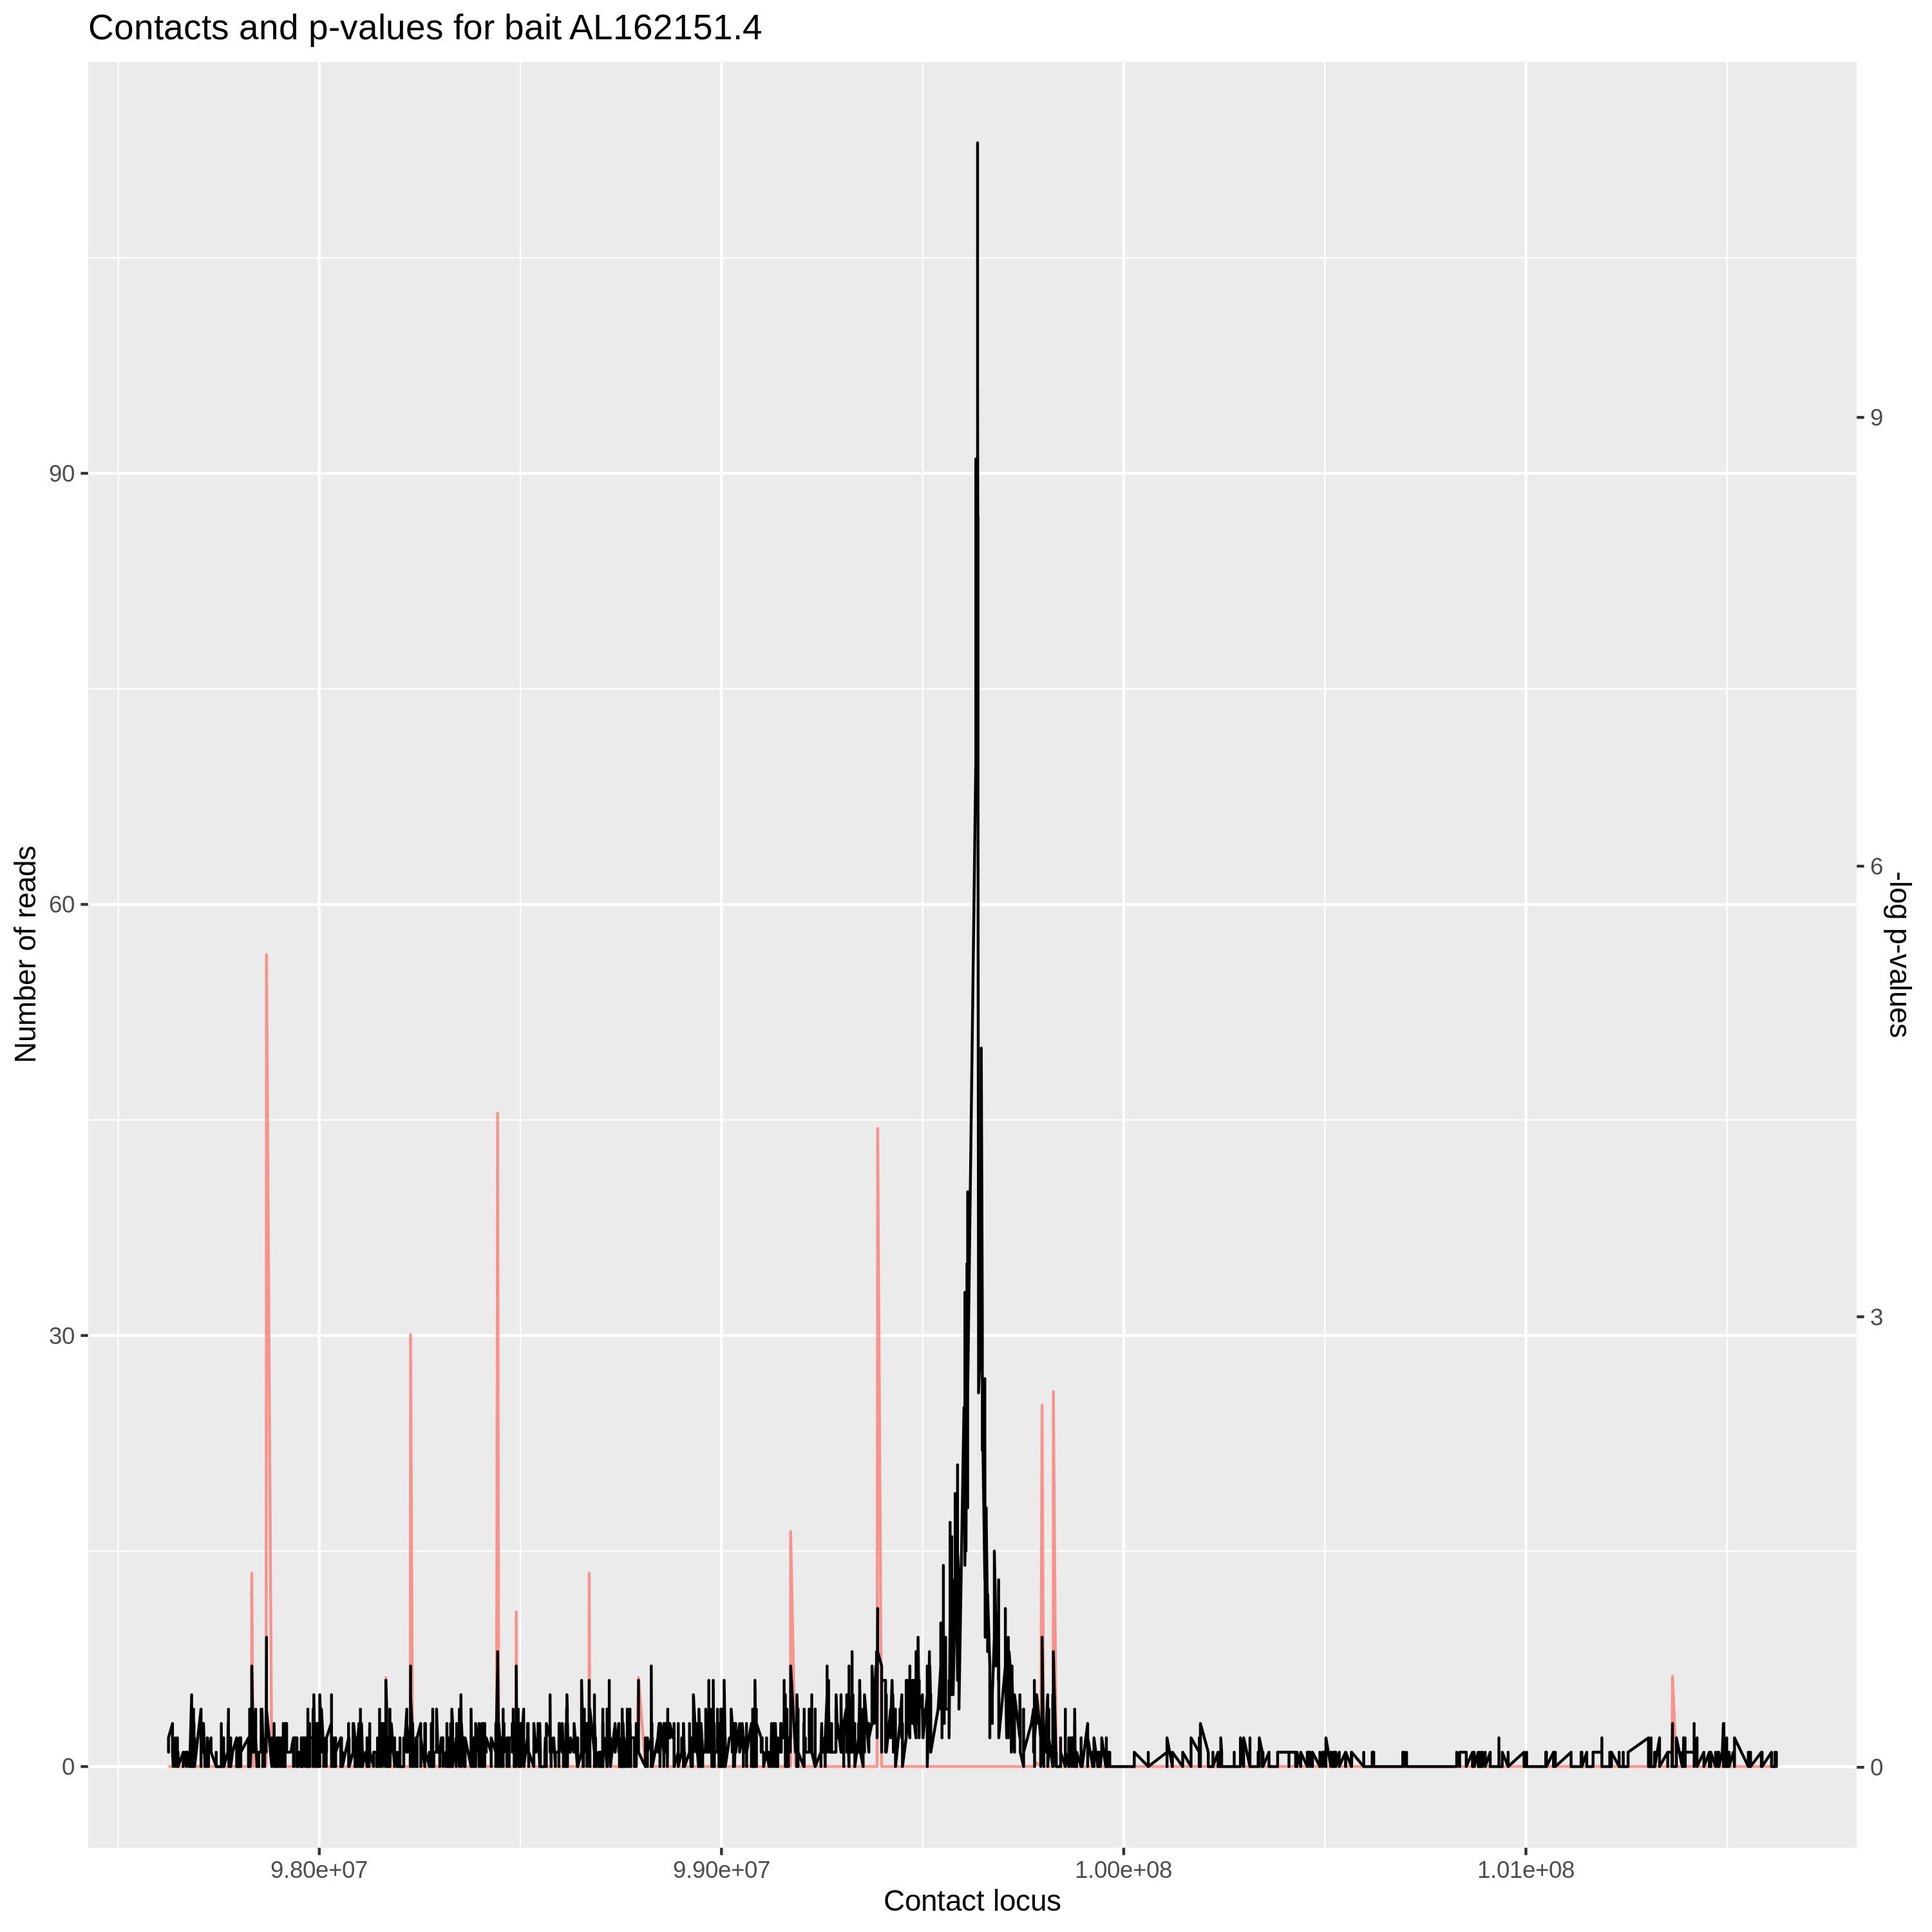 Contacts and p-values for bait AL162151.4
90
60
30
0
Number of reads
9
6
3
0
-log p-values
9.80e+07
9.90e+07
1.00e+08
1.01e+08
Contact locus